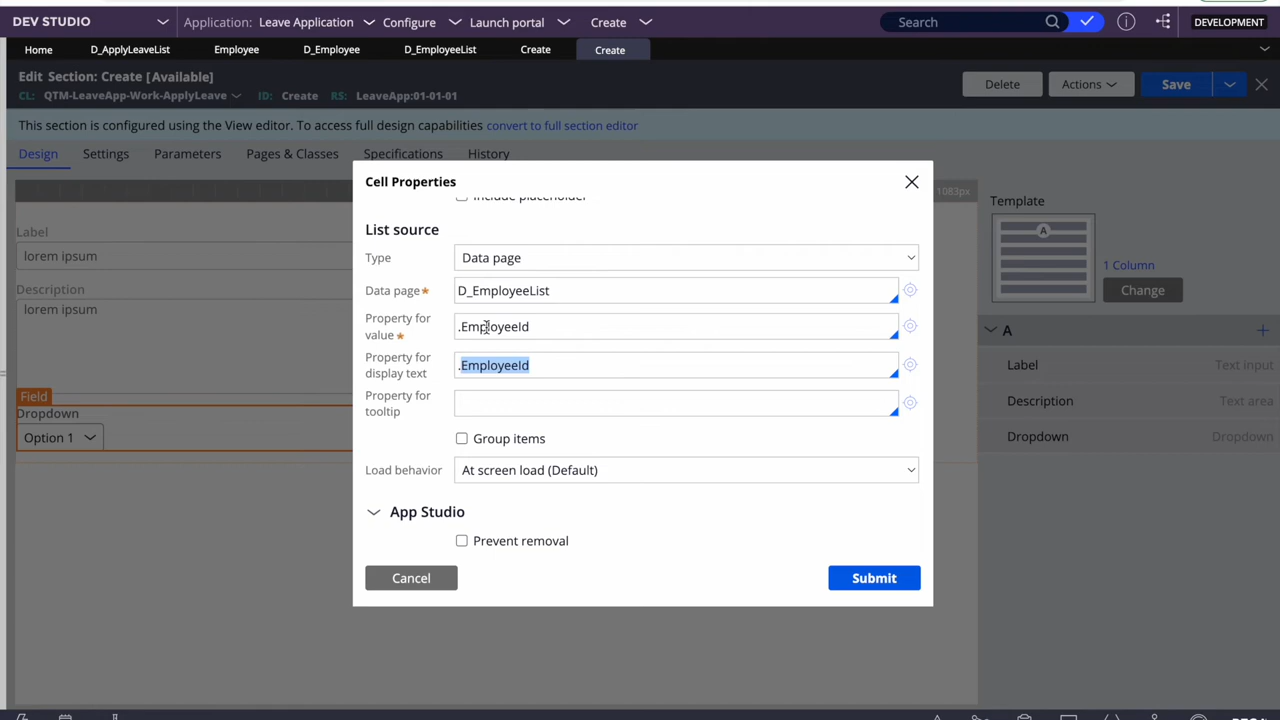 DEV STUDIO
Application: Leave Application
Configure
Launch portal
Create
Search
DEVELOPMENT
Home
D_ApplyLeaveList
Employee
D_Employee
D_EmployeeList
Create
Create
Edit Section: Create [Available]
CL: QTM-LeaveApp-Work-ApplyLeave
ID: Create
RS: LeaveApp:01-01-01
Delete
Actions
Save
This section is configured using the View editor. To access full design capabilities convert to full section editor
Design
Settings
Parameters
Pages & Classes
Specifications
History
1083px
Label
lorem ipsum
Description
lorem ipsum
Field
Dropdown
Option 1
Cell Properties
Include placeholder
List source
Type
Data page
Data page★
D_EmployeeList
Property for
value ★
.EmployeeId
Property for
display text
.EmployeeId
Property for
tooltip
Group items
Load behavior
At screen load (Default)
App Studio
Prevent removal
Cancel
Submit
Template
A
1 Column
Change
A
Label
Text input
Description
Text area
Dropdown
Dropdown